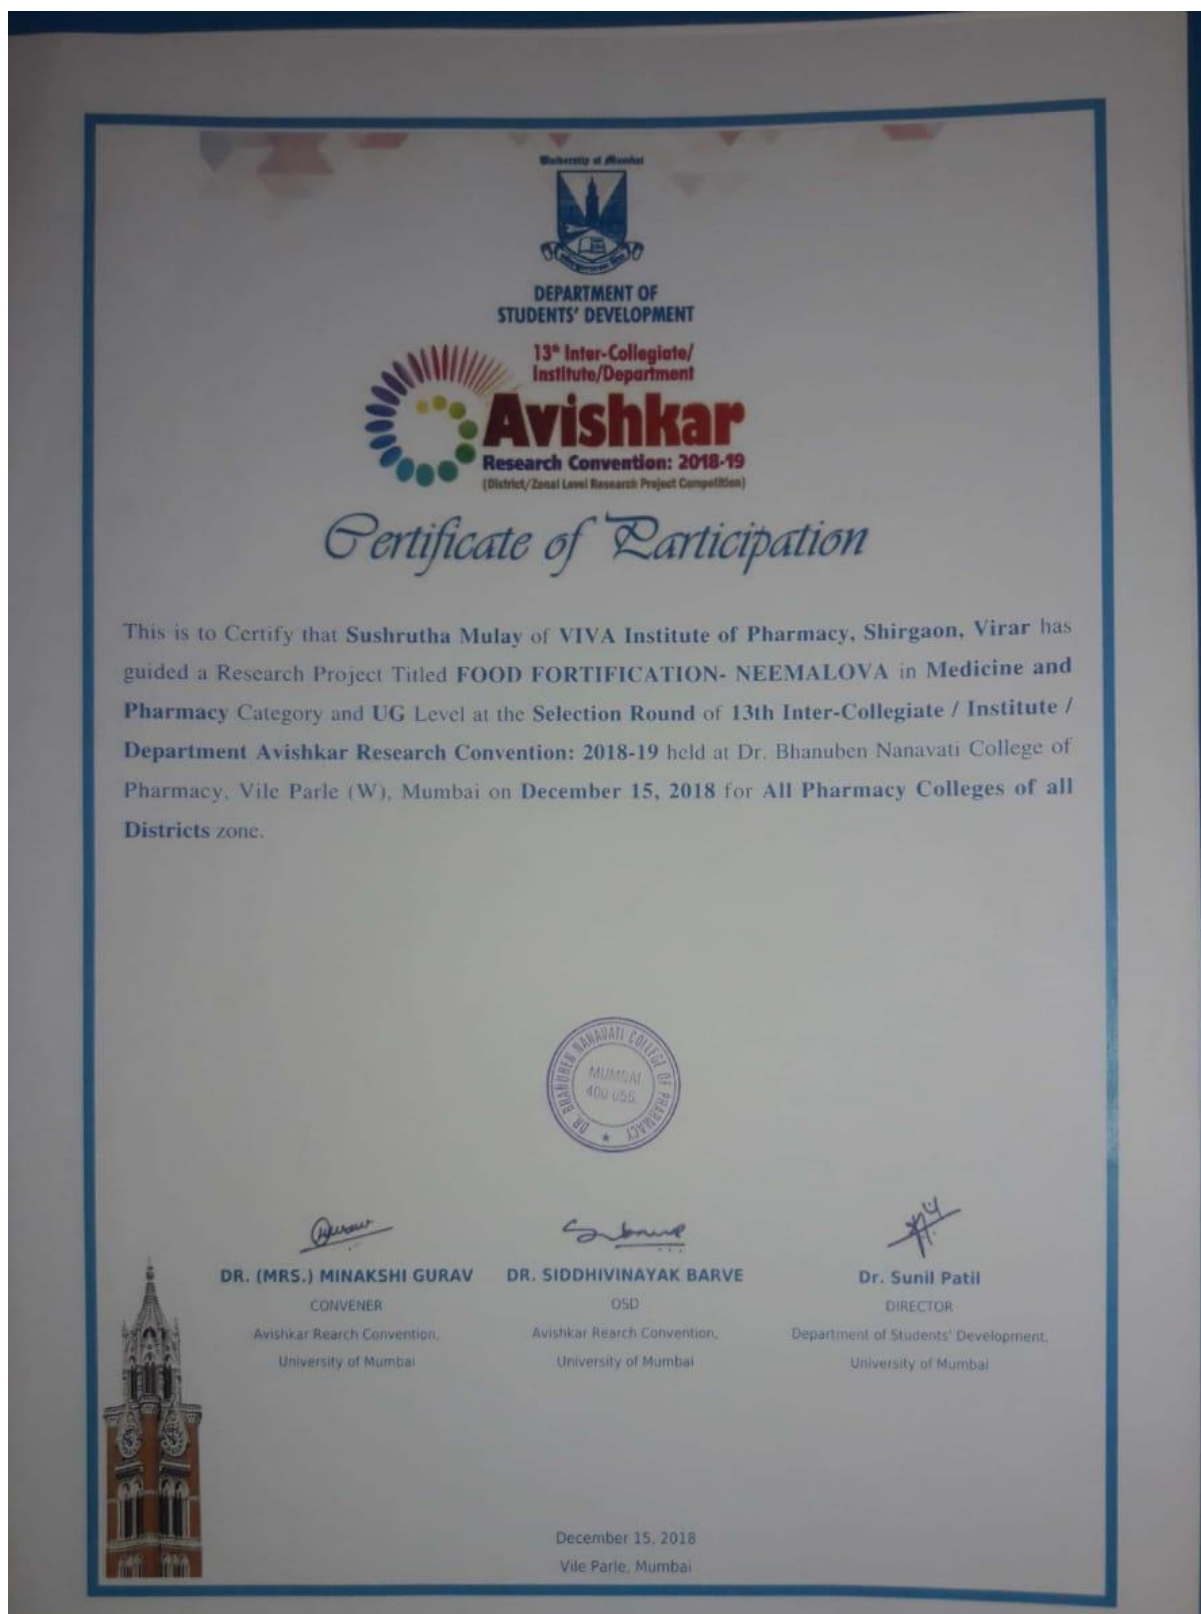 University of Mumbai
DEPARTMENT OF
STUDENTS' DEVELOPMENT
13th Inter-Collegiate/
Institute/Department
Avishkar
Research Convention: 2018-19
(District/Zonal Level Research Project Competition)
Certificate of Participation
This is to Certify that Sushrutha Mulay of VIVA Institute of Pharmacy, Shirgaon, Virar has
guided a Research Project Titled FOOD FORTIFICATION- NEEMALOVA in Medicine and
Pharmacy Category and UG Level at the Selection Round of 13th Inter-Collegiate / Institute /
Department Avishkar Research Convention: 2018-19 held at Dr. Bhanuben Nanavati College of
Pharmacy, Vile Parle (W), Mumbai on December 15, 2018 for All Pharmacy Colleges of all
Districts zone.
DR. BHANUBEN NANAVATI COLLEGE OF PHARMACY
MUMBAI
400 056.
DR. (MRS.) MINAKSHI GURAV
CONVENER
Avishkar Rearch Convention,
University of Mumbai
DR. SIDDHIVINAYAK BARVE
OSD
Avishkar Rearch Convention,
University of Mumbai
Dr. Sunil Patil
DIRECTOR
Department of Students' Development,
University of Mumbai
December 15, 2018
Vile Parle, Mumbai